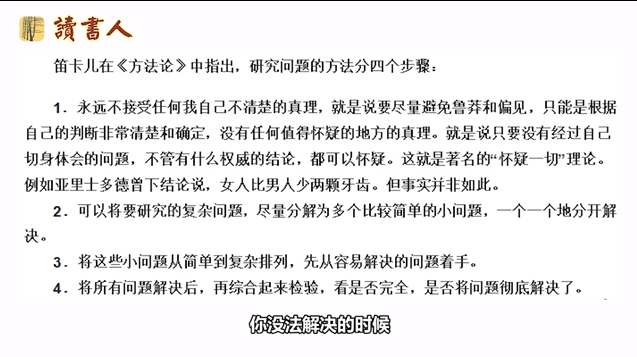 讀書人
笛卡儿在《方法论》中指出，研究问题的方法分四个步骤：
1．永远不接受任何我自己不清楚的真理，就是说要尽量避免鲁莽和偏见，只能是根据
自己的判断非常清楚和确定，没有任何值得怀疑的地方的真理。就是说只要没有经过自己
切身体会的问题，不管有什么权威的结论，都可以怀疑。这就是著名的“怀疑一切”理论。
例如亚里士多德曾下结论说，女人比男人少两颗牙齿。但事实并非如此。
2．可以将要研究的复杂问题，尽量分解为多个比较简单的小问题，一个一个地分开解
决。
3．将这些小问题从简单到复杂排列，先从容易解决的问题着手。
4．将所有问题解决后，再综合起来检验，看是否完全，是否将问题彻底解决了。
你没法解决的时候